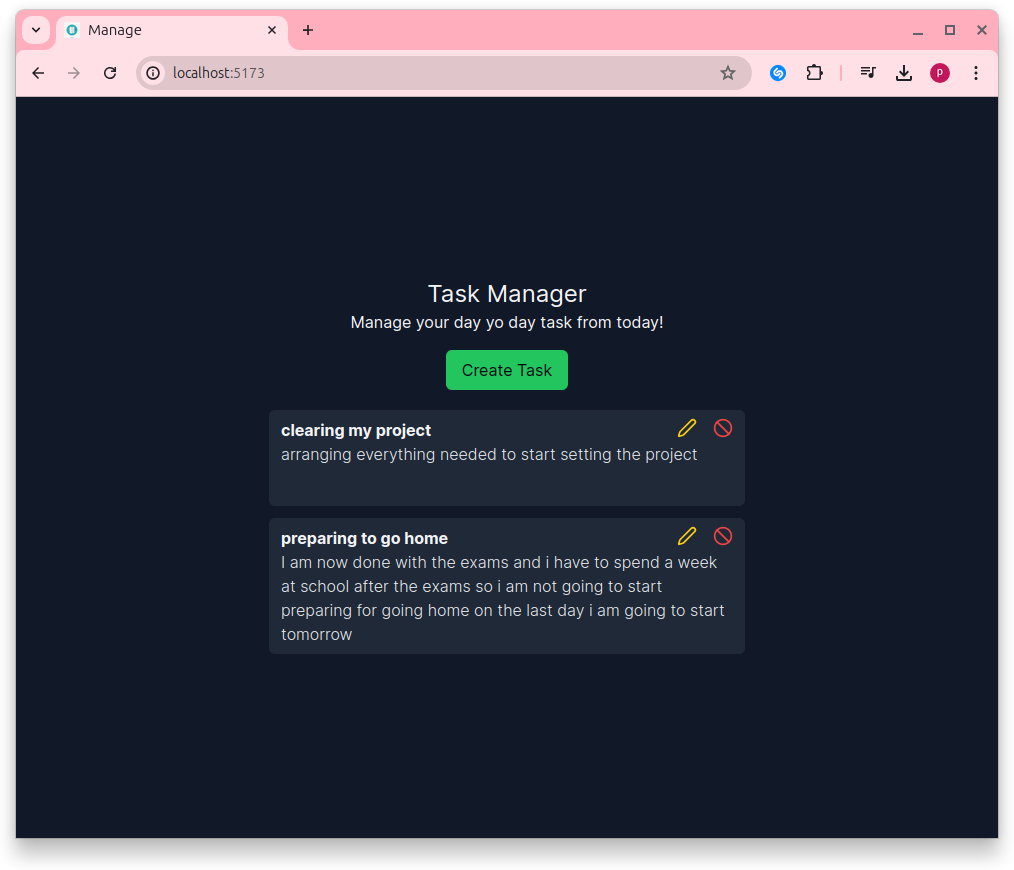 Manage
localhost:5173
P
Task Manager
Manage your day yo day task from today!
Create Task
clearing my project
arranging everything needed to start setting the project
preparing to go home
I am now done with the exams and i have to spend a week
at school after the exams so i am not going to start
preparing for going home on the last day i am going to start
tomorrow